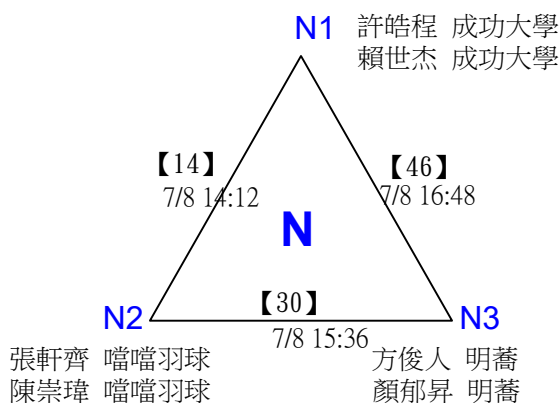 N1 許皓程 成功大學
賴世杰 成功大學
【14】
7/8 14:12
【46】
7/8 16:48
N
【30】
7/8 15:36
N2
N3
張軒齊 噹噹羽球
陳崇瑋 噹噹羽球
方俊人 明蕎
顏郁昇 明蕎